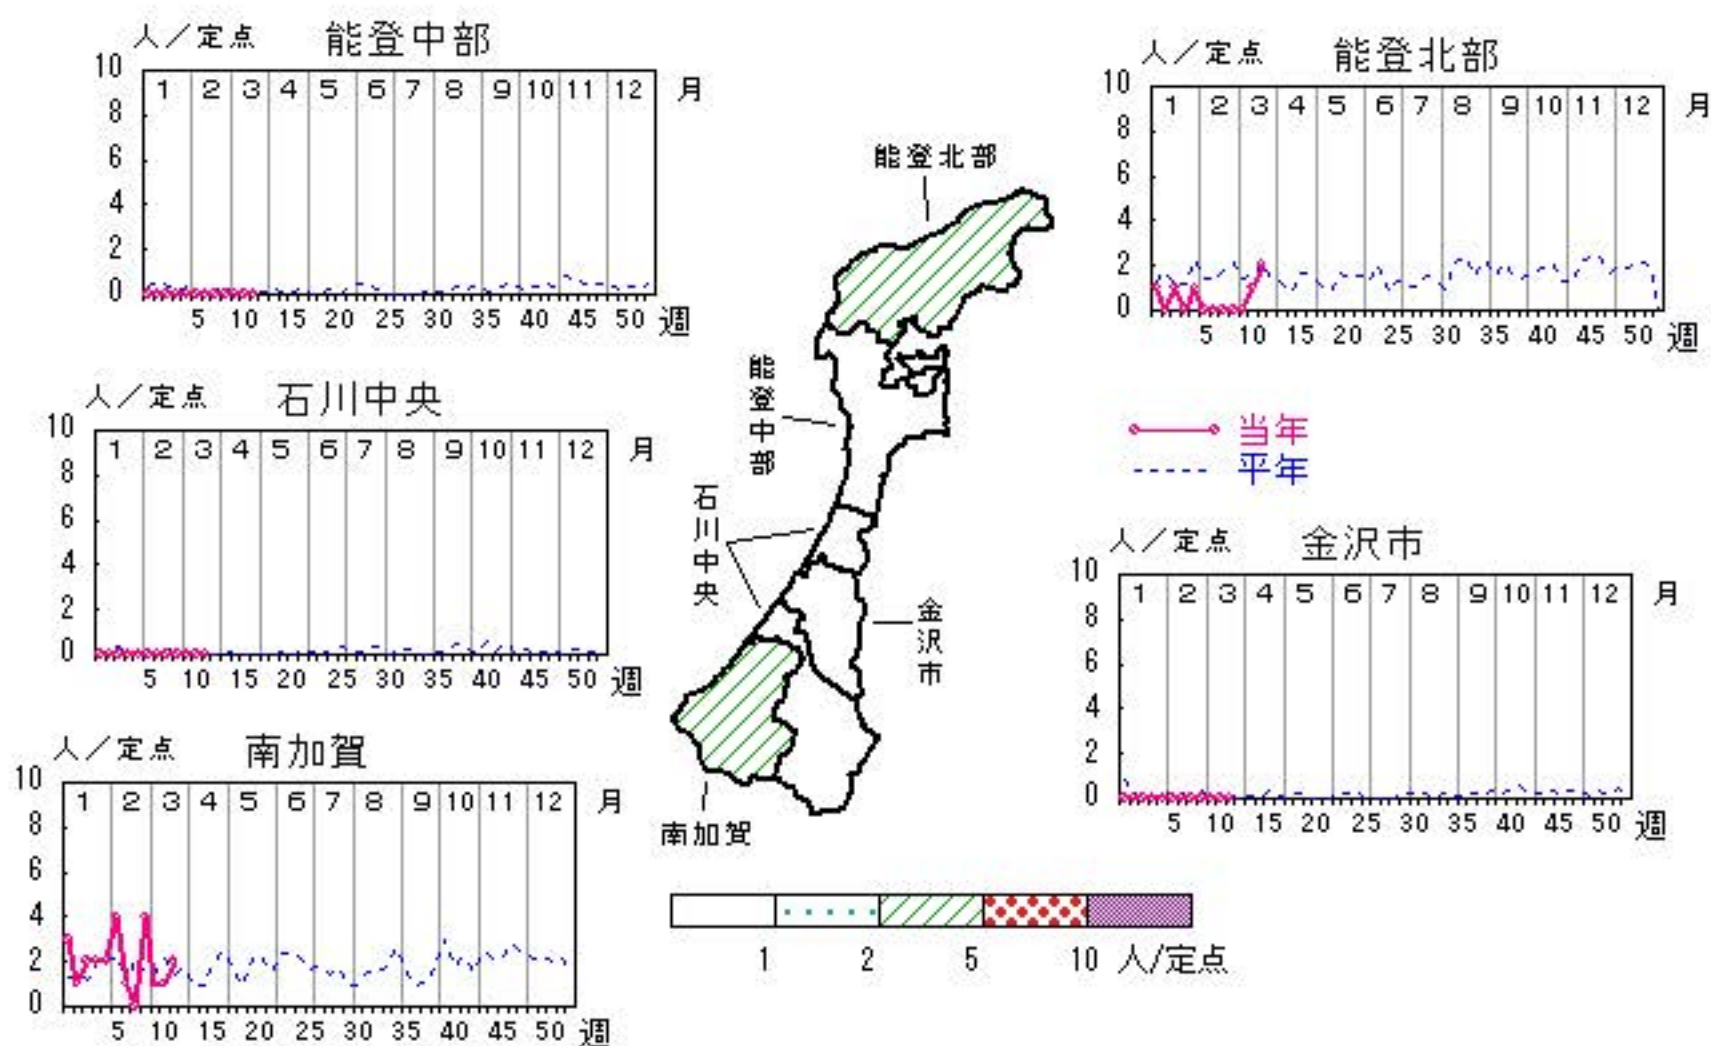 人／定点 能登中部
10 8 6 4 2 0
1 2 3 4 5 6 7 8 9 10 11 12 月
5 10 15 20 25 30 35 40 45 50 週
人／定点 能登北部
10 8 6 4 2 0
1 2 3 4 5 6 7 8 9 10 11 12 月
5 10 15 20 25 30 35 40 45 50 週
人／定点 石川中央
10 8 6 4 2 0
1 2 3 4 5 6 7 8 9 10 11 12 月
5 10 15 20 25 30 35 40 45 50 週
能登北部
能登中部
石川中央
金沢市
南加賀
当年
平年
人／定点 金沢市
10 8 6 4 2 0
1 2 3 4 5 6 7 8 9 10 11 12 月
5 10 15 20 25 30 35 40 45 50 週
人／定点 南加賀
10 8 6 4 2 0
1 2 3 4 5 6 7 8 9 10 11 12 月
5 10 15 20 25 30 35 40 45 50 週
1 2 5 10 人/定点